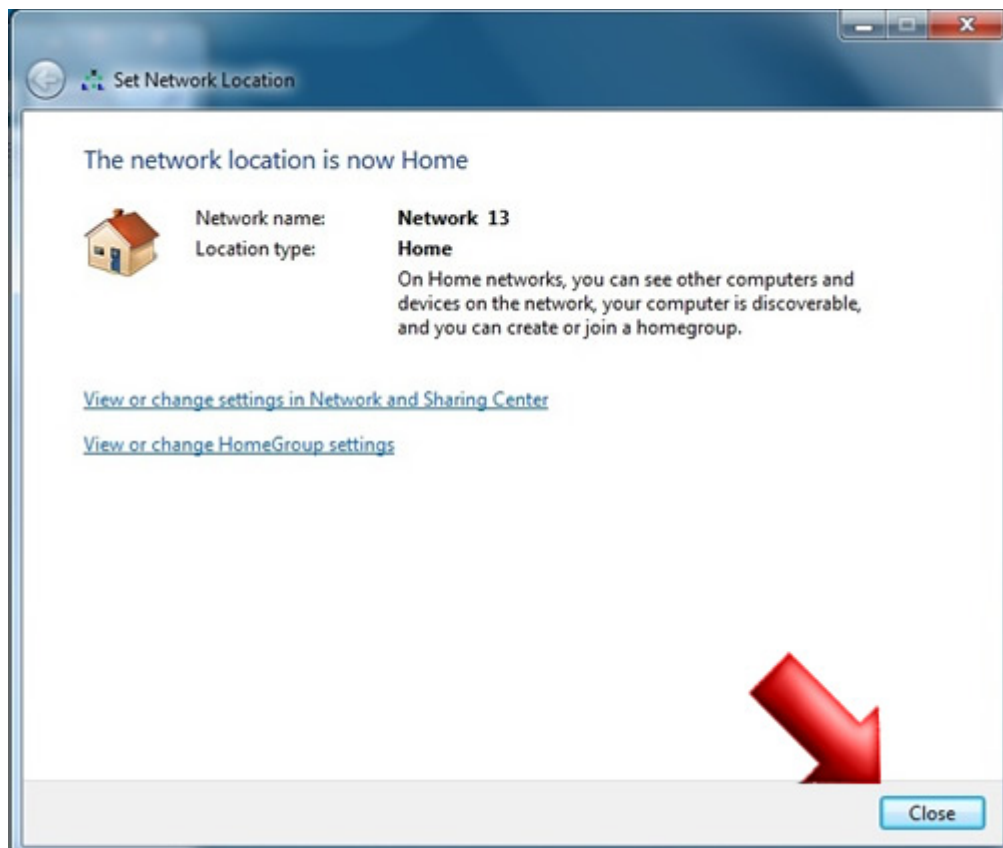 Set Network Location
The network location is now Home
Network name: Network 13
Location type: Home
On Home networks, you can see other computers and
devices on the network, your computer is discoverable,
and you can create or join a homegroup.
View or change settings in Network and Sharing Center
View or change HomeGroup settings
Close